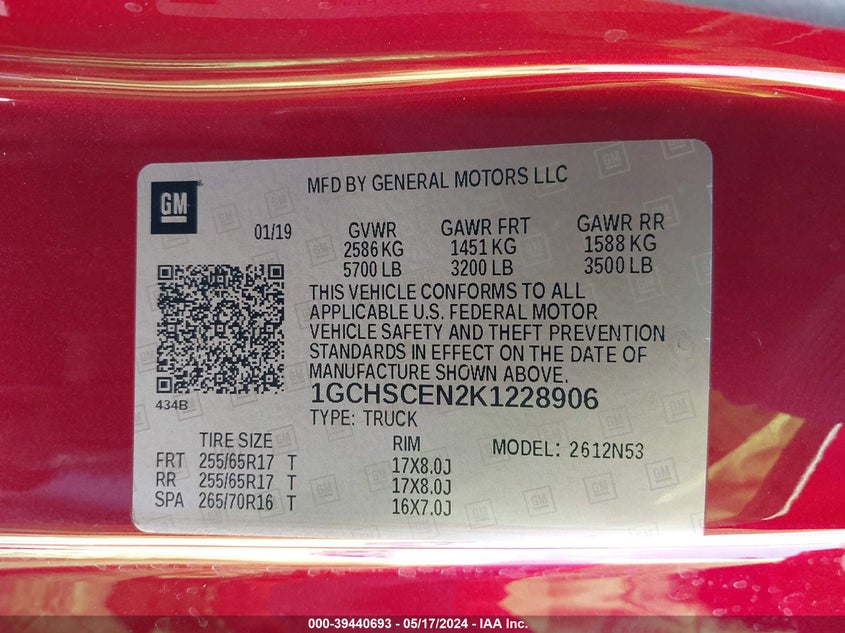 MFD BY GENERAL MOTORS LLC
GM
01/19 GVWR GAWR FRT GAWR RR
2586 KG 1451 KG 1588 KG
5700 LB 3200 LB 3500 LB
THIS VEHICLE CONFORMS TO ALL
APPLICABLE U.S. FEDERAL MOTOR
VEHICLE SAFETY AND THEFT PREVENTION
STANDARDS IN EFFECT ON THE DATE OF
MANUFACTURE SHOWN ABOVE.
434B
1GCHSCEN2K1228906
TYPE: TRUCK
TIRE SIZE RIM MODEL: 2612N53
FRT 255/65R17 T 17X8.0J
RR 255/65R17 T 17X8.0J
SPA 265/70R16 T 16X7.0J
000-39440693 - 05/17/2024 - IAA Inc.